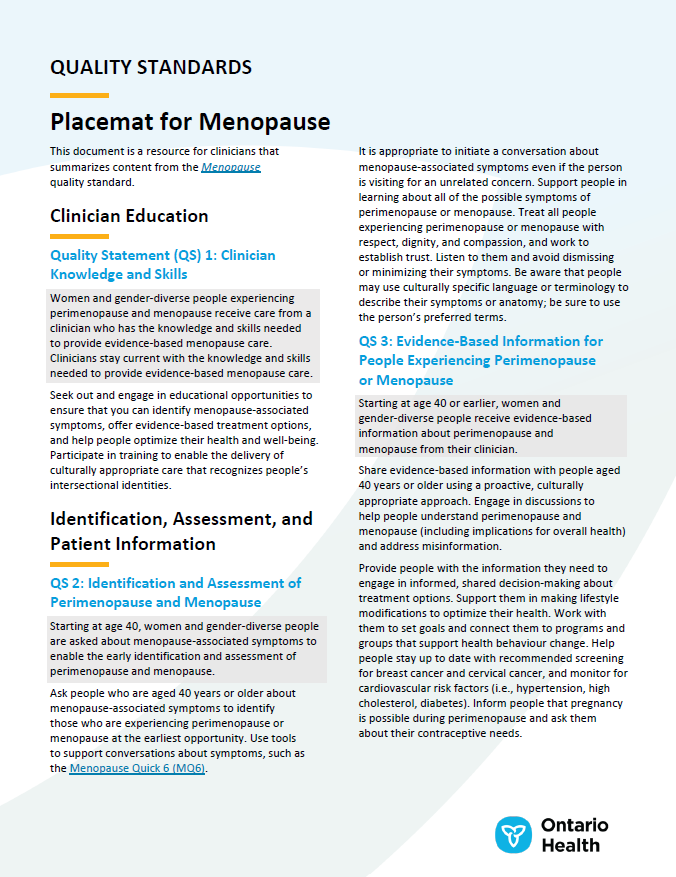 QUALITY STANDARDS
Placemat for Menopause
This document is a resource for clinicians that
summarizes content from the Menopause
quality standard.
Clinician Education
Quality Statement (QS) 1: Clinician
Knowledge and Skills
Women and gender-diverse people experiencing
perimenopause and menopause receive care from a
clinician who has the knowledge and skills needed
to provide evidence-based menopause care.
Clinicians stay current with the knowledge and skills
needed to provide evidence-based menopause care.
Seek out and engage in educational opportunities to
ensure that you can identify menopause-associated
symptoms, offer evidence-based treatment options,
and help people optimize their health and well-being.
Participate in training to enable the delivery of
culturally appropriate care that recognizes people’s
intersectional identities.
Identification, Assessment, and
Patient Information
QS 2: Identification and Assessment of
Perimenopause and Menopause
Starting at age 40, women and gender-diverse people
are asked about menopause-associated symptoms to
enable the early identification and assessment of
perimenopause and menopause.
Ask people who are aged 40 years or older about
menopause-associated symptoms to identify
those who are experiencing perimenopause or
menopause at the earliest opportunity. Use tools
to support conversations about symptoms, such as
the Menopause Quick 6 (MQ6).
It is appropriate to initiate a conversation about
menopause-associated symptoms even if the person
is visiting for an unrelated concern. Support people in
learning about all of the possible symptoms of
perimenopause or menopause. Treat all people
experiencing perimenopause or menopause with
respect, dignity, and compassion, and work to
establish trust. Listen to them and avoid dismissing
or minimizing their symptoms. Be aware that people
may use culturally specific language or terminology to
describe their symptoms or anatomy; be sure to use
the person’s preferred terms.
QS 3: Evidence-Based Information for
People Experiencing Perimenopause
or Menopause
Starting at age 40 or earlier, women and
gender-diverse people receive evidence-based
information about perimenopause and
menopause from their clinician.
Share evidence-based information with people aged
40 years or older using a proactive, culturally
appropriate approach. Engage in discussions to
help people understand perimenopause and
menopause (including implications for overall health)
and address misinformation.
Provide people with the information they need to
engage in informed, shared decision-making about
treatment options. Support them in making lifestyle
modifications to optimize their health. Work with
them to set goals and connect them to programs and
groups that support health behaviour change. Help
people stay up to date with recommended screening
for breast cancer and cervical cancer, and monitor for
cardiovascular risk factors (i.e., hypertension, high
cholesterol, diabetes). Inform people that pregnancy
is possible during perimenopause and ask them
about their contraceptive needs.
Ontario
Health